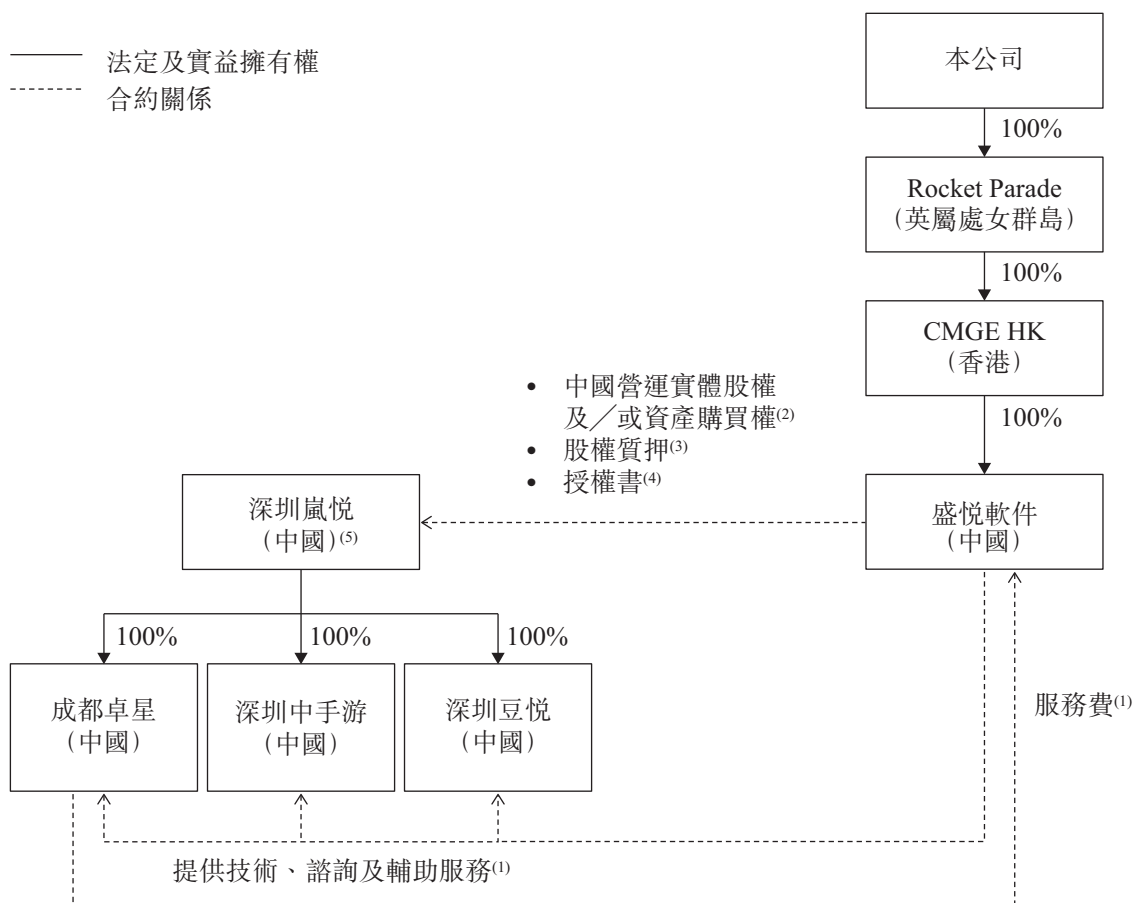 法定及實益擁有權
合約關係
本公司
100%
Rocket Parade
（英屬處女群島）
100%
CMGE HK
（香港）
100%
• 中國營運實體股權
及／或資產購買權(2)
• 股權質押(3)
• 授權書(4)
深圳嵐悦
（中國）(5)
盛悦軟件
（中國）
100%
100%
100%
成都卓星
（中國）
深圳中手游
（中國）
深圳豆悦
（中國）
服務費(1)
提供技術、諮詢及輔助服務(1)